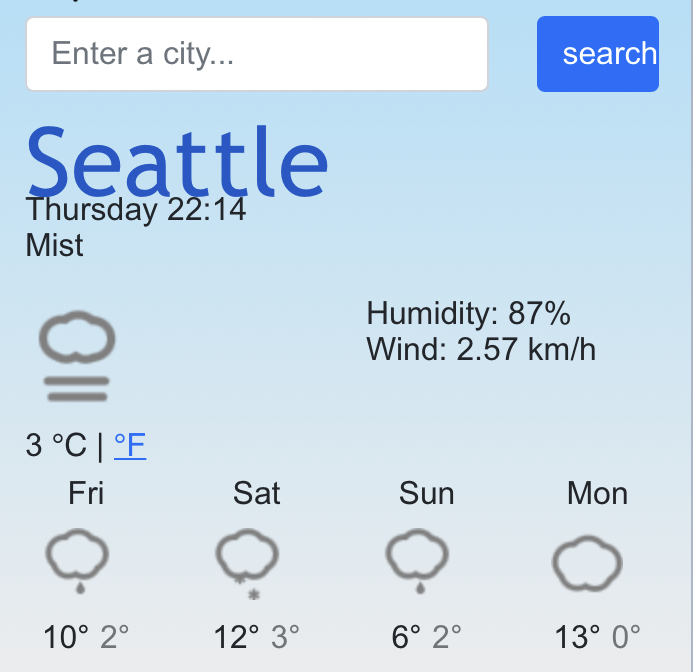 Enter a city...
search
Seattle
Thursday 22:14
Mist
Humidity: 87%
Wind: 2.57 km/h
3 °C | °F
Fri Sat Sun Mon
10° 2° 12° 3° 6° 2° 13° 0°